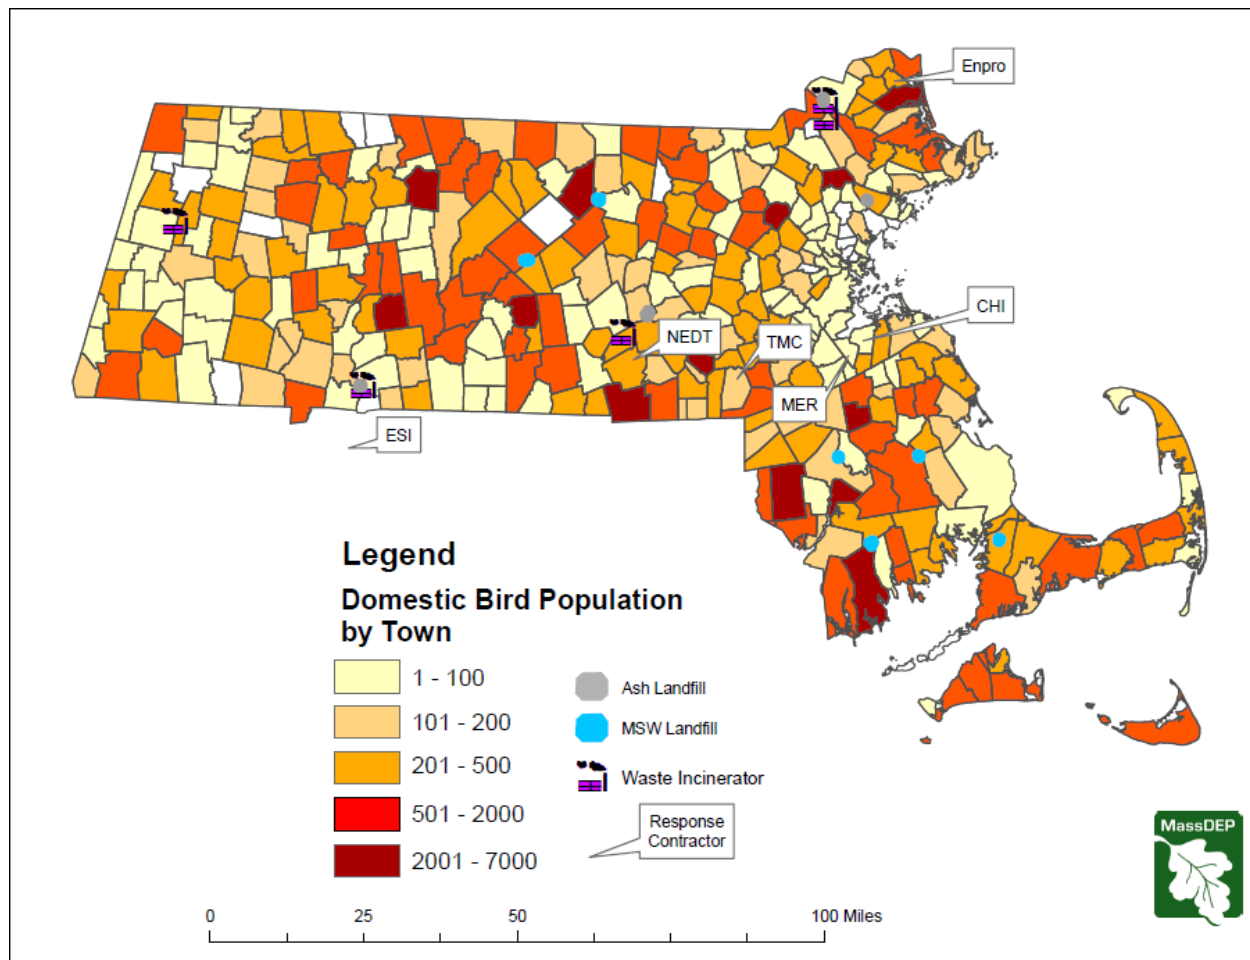 Enpro
CHI
NEDT
TMC
MER
ESI
Legend
Domestic Bird Population
by Town
1 - 100
101 - 200
201 - 500
501 - 2000
2001 - 7000
Ash Landfill
MSW Landfill
Waste Incinerator
Response
Contractor
MassDEP
0 25 50 100 Miles